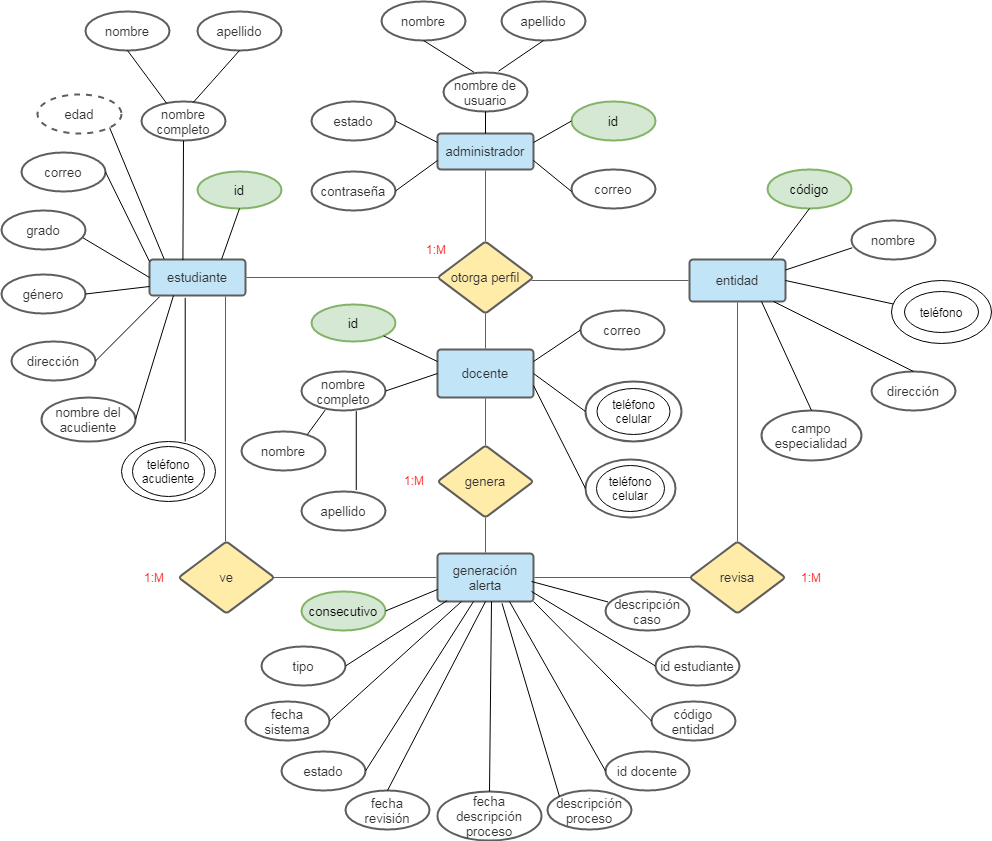 nombre
apellido
nombre
apellido
nombre
completo
edad
correo
grado
género
dirección
nombre del
acudiente
teléfono
acudiente
id
estudiante
nombre de
usuario
estado
contraseña
id
correo
administrador
1:M
otorga perfil
código
nombre
teléfono
dirección
campo
especialidad
entidad
id
nombre
completo
nombre
apellido
docente
correo
teléfono
celular
teléfono
celular
1:M
genera
1:M
ve
generación
alerta
revisa
1:M
consecutivo
tipo
fecha
sistema
estado
fecha
revisión
fecha
descripción
proceso
descripción
proceso
id docente
código
entidad
id estudiante
descripción
caso